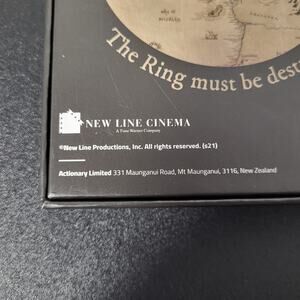 The Ring must be dest
NEW LINE CINEMA
A Time Warner Company
©New Line Productions, Inc. All rights reserved. (s21)
Actionary Limited 331 Maunganui Road, Mt Maunganui, 3116, New Zealand